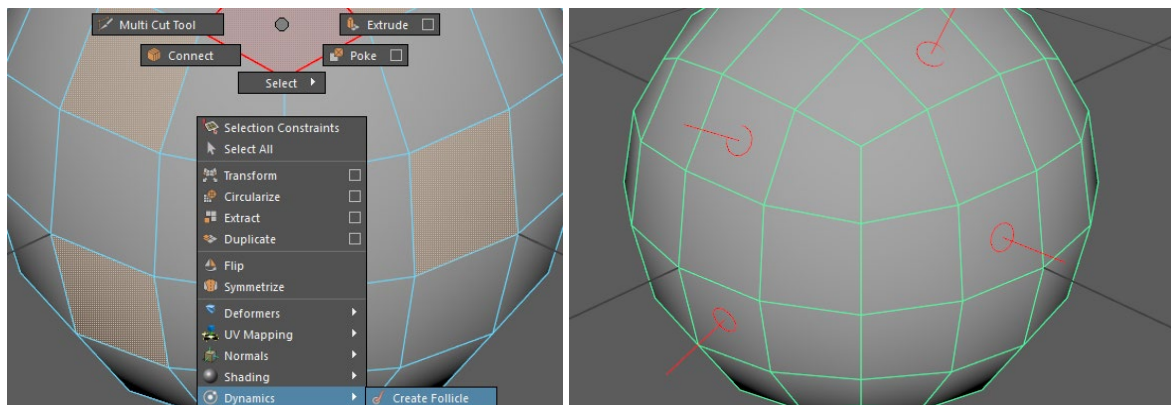 Multi Cut Tool
Extrude
Connect
Poke
Select
Selection Constraints
Select All
Transform
Circularize
Extract
Duplicate
Flip
Symmetrize
Deformers
UV Mapping
Normals
Shading
Dynamics
Create Follicle